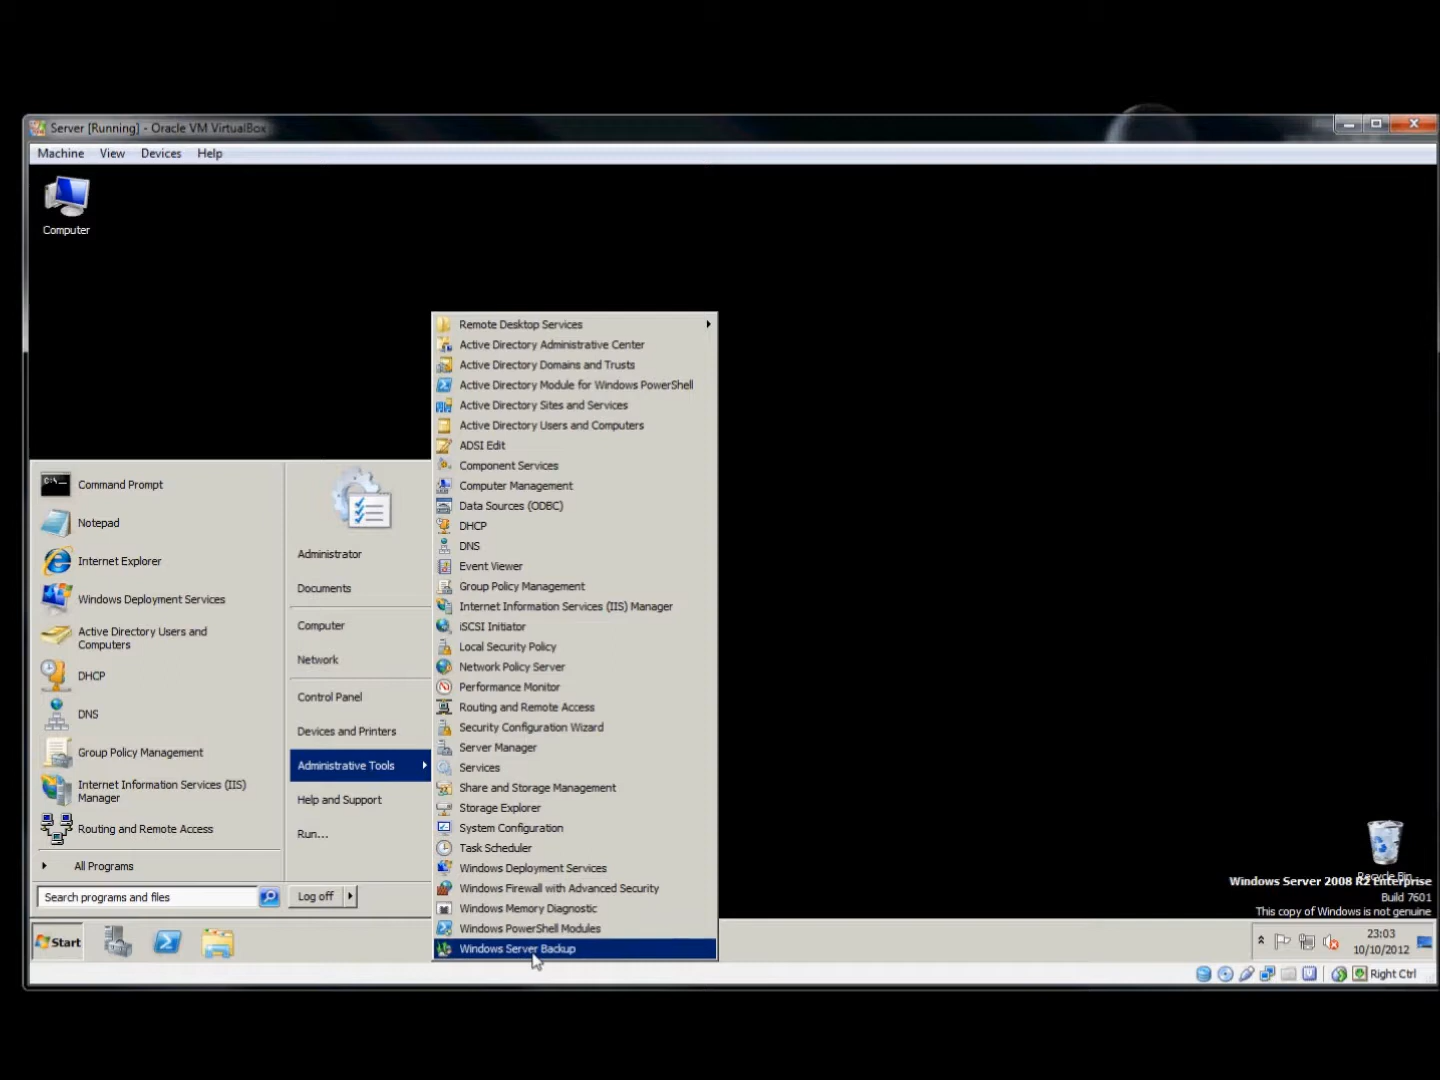 Server [Running] - Oracle VM VirtualBox
Machine View Devices Help
Computer
Remote Desktop Services
Active Directory Administrative Center
Active Directory Domains and Trusts
Active Directory Module for Windows PowerShell
Active Directory Sites and Services
Active Directory Users and Computers
ADSI Edit
Component Services
Computer Management
Data Sources (ODBC)
DHCP
DNS
Event Viewer
Group Policy Management
Internet Information Services (IIS) Manager
iSCSI Initiator
Local Security Policy
Network Policy Server
Performance Monitor
Routing and Remote Access
Security Configuration Wizard
Server Manager
Services
Share and Storage Management
Storage Explorer
System Configuration
Task Scheduler
Windows Deployment Services
Windows Firewall with Advanced Security
Windows Memory Diagnostic
Windows PowerShell Modules
Windows Server Backup
Command Prompt
Notepad
Internet Explorer
Windows Deployment Services
Active Directory Users and
Computers
DHCP
DNS
Group Policy Management
Internet Information Services (IIS)
Manager
Routing and Remote Access
All Programs
Search programs and files
Administrator
Documents
Computer
Network
Control Panel
Devices and Printers
Administrative Tools
Help and Support
Run...
Log off
Recycle Bin
Windows Server 2008 R2 Enterprise
Build 7601
This copy of Windows is not genuine
Start
23:03
10/10/2012
Right Ctrl